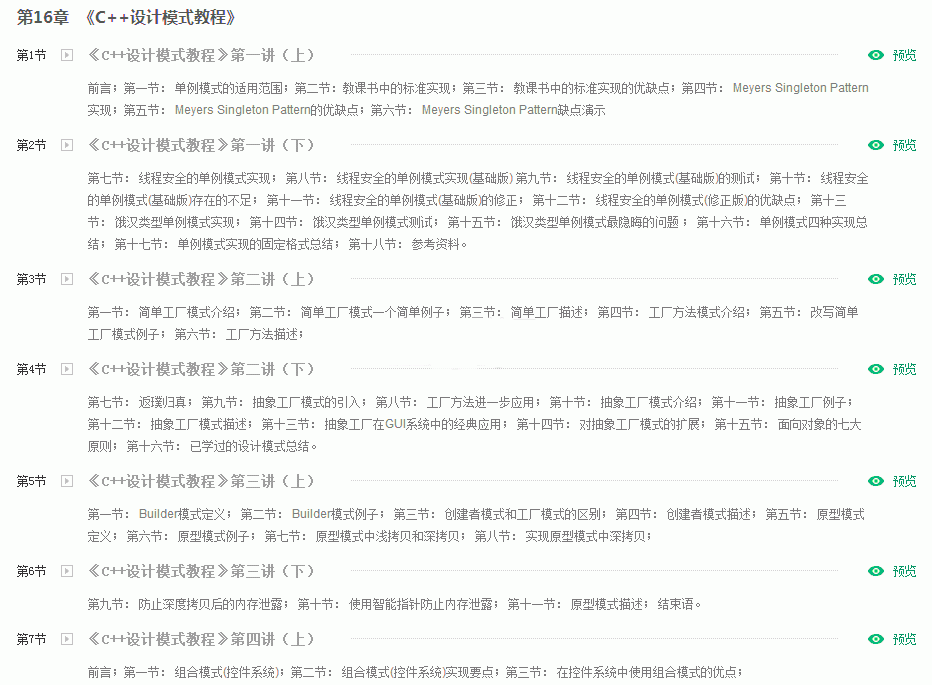 第16章 《C++设计模式教程》
第1节 《C++设计模式教程》第一讲（上） 预览
前言；第一节： 单例模式的适用范围；第二节：教课书中的标准实现；第三节： 教课书中的标准实现的优缺点；第四节： Meyers Singleton Pattern
实现；第五节： Meyers Singleton Pattern的优缺点；第六节： Meyers Singleton Pattern缺点演示
第2节 《C++设计模式教程》第一讲（下） 预览
第七节： 线程安全的单例模式实现； 第八节： 线程安全的单例模式实现(基础版) 第九节： 线程安全的单例模式(基础版)的测试； 第十节： 线程安全
的单例模式(基础版)存在的不足； 第十一节： 线程安全的单例模式(基础版)的修正； 第十二节： 线程安全的单例模式(修正版)的优缺点； 第十三
节： 饿汉类型单例模式实现； 第十四节： 饿汉类型单例模式测试； 第十五节： 饿汉类型单例模式最隐晦的问题 ； 第十六节： 单例模式四种实现总
结； 第十七节： 单例模式实现的固定格式总结； 第十八节： 参考资料。
第3节 《C++设计模式教程》第二讲（上） 预览
第一节： 简单工厂模式介绍； 第二节： 简单工厂模式一个简单例子； 第三节： 简单工厂描述； 第四节： 工厂方法模式介绍； 第五节： 改写简单
工厂模式例子； 第六节： 工厂方法描述；
第4节 《C++设计模式教程》第二讲（下） 预览
第七节： 返璞归真； 第九节： 抽象工厂模式的引入； 第八节： 工厂方法进一步应用； 第十节： 抽象工厂模式介绍； 第十一节： 抽象工厂例子；
第十二节： 抽象工厂模式描述； 第十三节： 抽象工厂在GUI系统中的经典应用； 第十四节： 对抽象工厂模式的扩展； 第十五节： 面向对象的七大
原则； 第十六节： 已学过的设计模式总结。
第5节 《C++设计模式教程》第三讲（上） 预览
第一节： Builder模式定义； 第二节： Builder模式例子； 第三节： 创建者模式和工厂模式的区别； 第四节： 创建者模式描述； 第五节： 原型模式
定义； 第六节： 原型模式例子； 第七节： 原型模式中浅拷贝和深拷贝； 第八节： 实现原型模式中深拷贝；
第6节 《C++设计模式教程》第三讲（下） 预览
第九节： 防止深度拷贝后的内存泄露； 第十节： 使用智能指针防止内存泄露； 第十一节： 原型模式描述； 结束语。
第7节 《C++设计模式教程》第四讲（上） 预览
前言；第一节： 组合模式(控件系统)；第二节： 组合模式(控件系统)实现要点；第三节： 在控件系统中使用组合模式的优点；